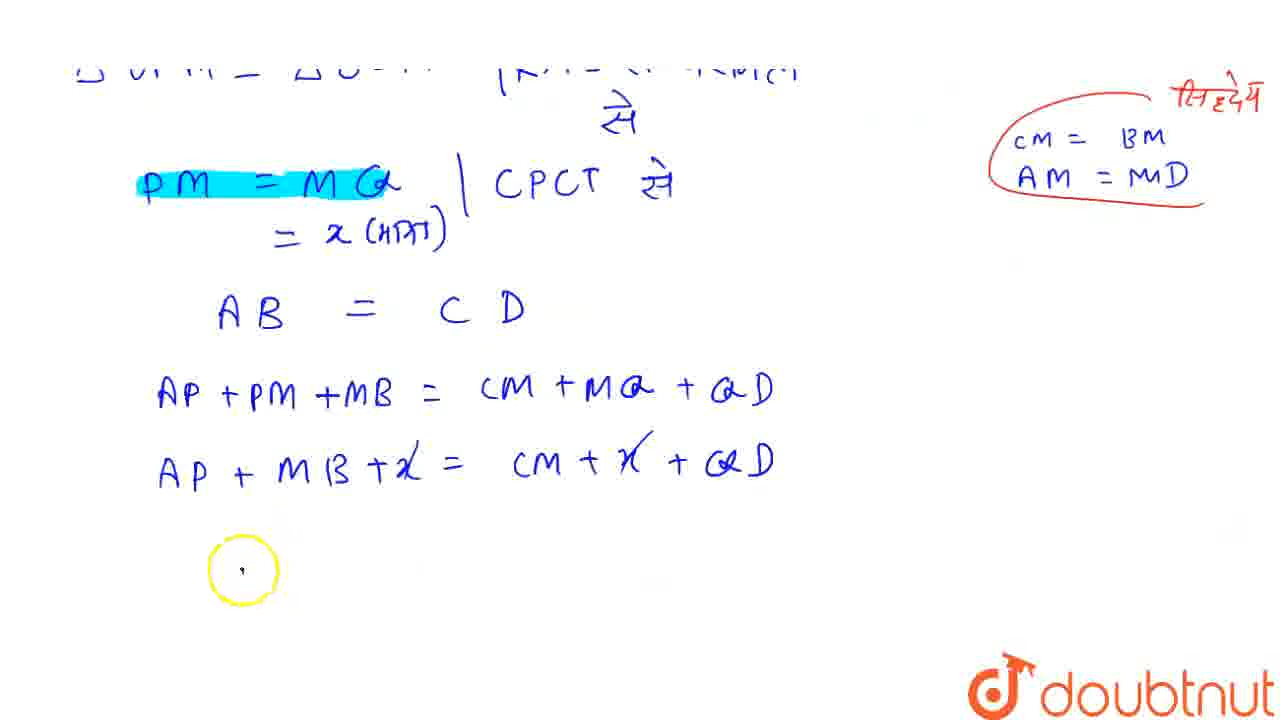 से
PM = MQ | CPCT से
= x (माना)
AB = CD
AP + PM + MB = CM + MQ + QD
AP + MB + x = CM + x + QD
CM = BM
AM = MD
doubtnut